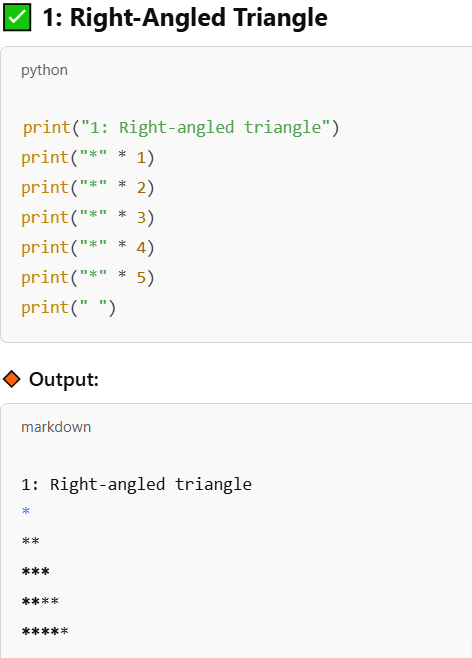 ✅ 1: Right-Angled Triangle
python
print("1: Right-angled triangle")
print("*" * 1)
print("*" * 2)
print("*" * 3)
print("*" * 4)
print("*" * 5)
print(" ")
🔸 Output:
markdown
1: Right-angled triangle
*
**
***
****
*****